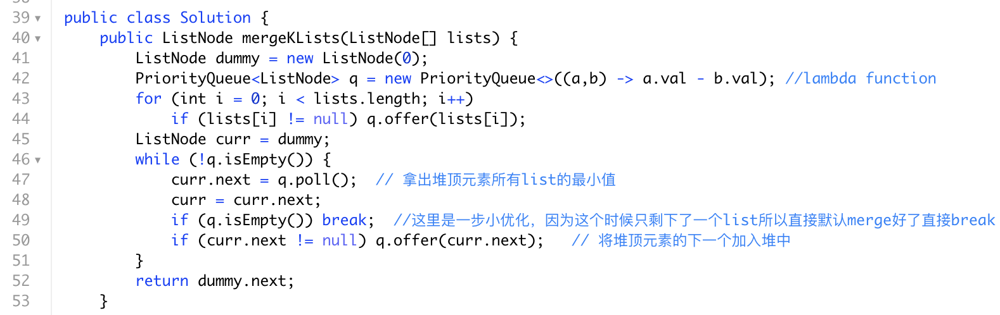 39 public class Solution {
40 public ListNode mergeKLists(ListNode[] lists) {
41 ListNode dummy = new ListNode(0);
42 PriorityQueue<ListNode> q = new PriorityQueue<>((a,b) -> a.val - b.val); //lambda function
43 for (int i = 0; i < lists.length; i++)
44 if (lists[i] != null) q.offer(lists[i]);
45 ListNode curr = dummy;
46 while (!q.isEmpty()) {
47 curr.next = q.poll();  // 拿出堆顶元素所有list的最小值
48 curr = curr.next;
49 if (q.isEmpty()) break;  //这里是一步小优化，因为这个时候只剩下了一个list所以直接默认merge好了直接break
50 if (curr.next != null) q.offer(curr.next);   // 将堆顶元素的下一个加入堆中
51 }
52 return dummy.next;
53 }